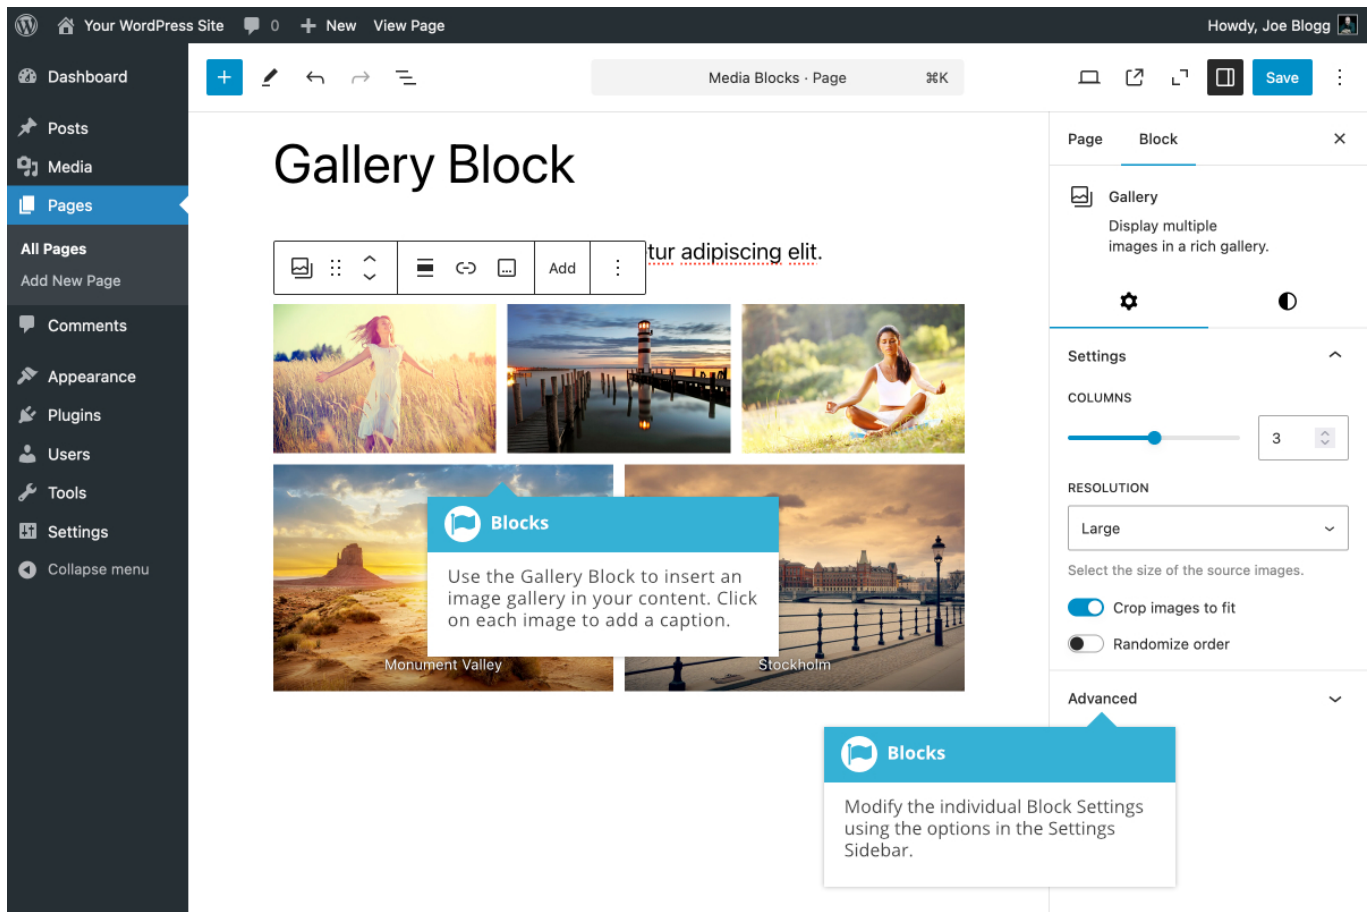 Your WordPress Site 0 New View Page Howdy, Joe Blogg
Dashboard
Posts
Media
Pages
All Pages
Add New Page
Comments
Appearance
Plugins
Users
Tools
Settings
Collapse menu
Media Blocks · Page ⌘K
Save
Gallery Block
tur adipiscing elit.
Add
Monument Valley
Stockholm
Blocks
Use the Gallery Block to insert an
image gallery in your content. Click
on each image to add a caption.
Page Block
Gallery
Display multiple
images in a rich gallery.
Settings
COLUMNS
3
RESOLUTION
Large
Select the size of the source images.
Crop images to fit
Randomize order
Advanced
Blocks
Modify the individual Block Settings
using the options in the Settings
Sidebar.